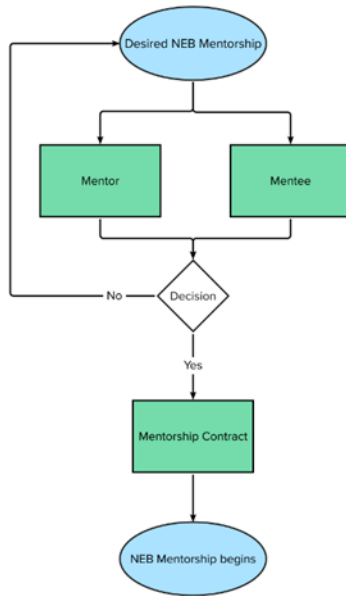 Desired NEB Mentorship
Mentor
Mentee
Decision
No
Yes
Mentorship Contract
NEB Mentorship begins